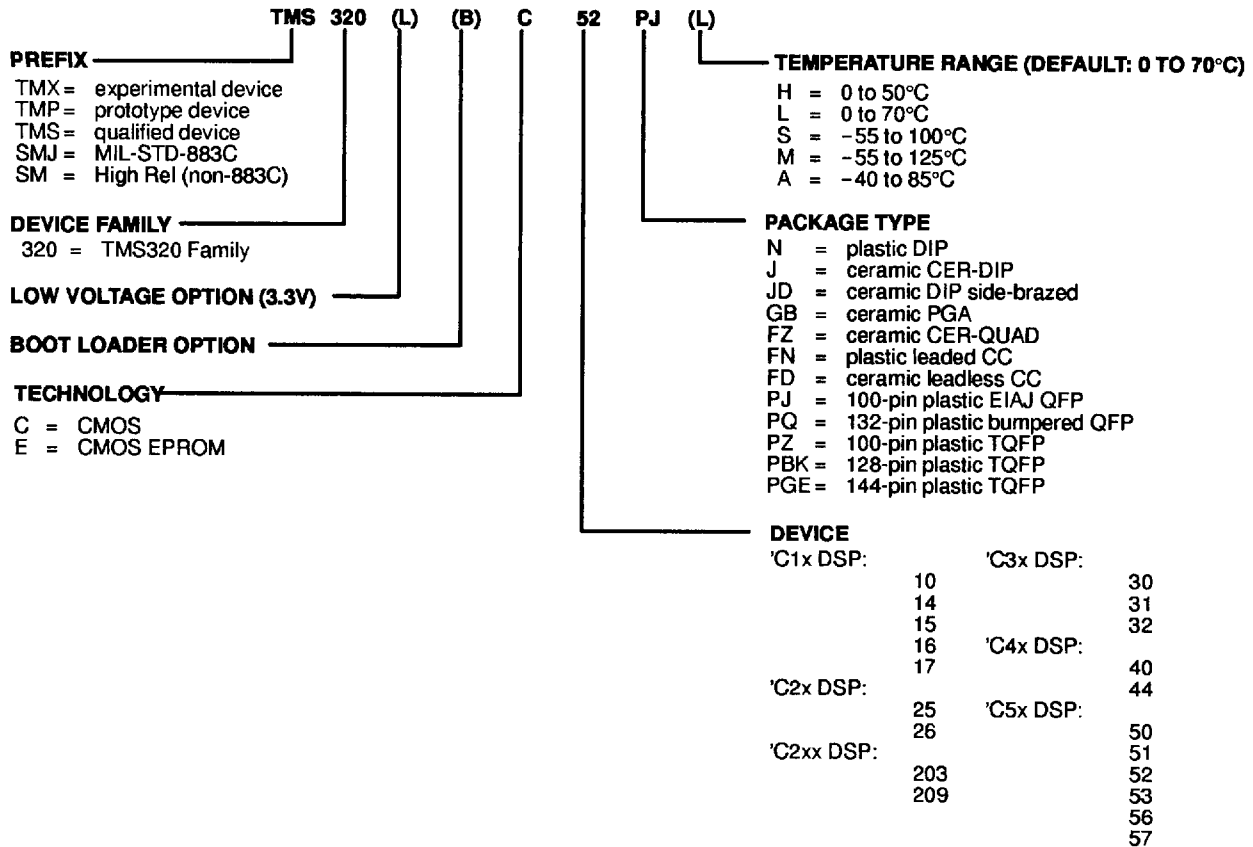 TMS 320 (L) (B) C 52 PJ (L)
PREFIX
TMX = experimental device
TMP = prototype device
TMS = qualified device
SMJ = MIL-STD-883C
SM = High Rel (non-883C)
DEVICE FAMILY
320 = TMS320 Family
LOW VOLTAGE OPTION (3.3V)
BOOT LOADER OPTION
TECHNOLOGY
C = CMOS
E = CMOS EPROM
TEMPERATURE RANGE (DEFAULT: 0 TO 70°C)
H = 0 to 50°C
L = 0 to 70°C
S = −55 to 100°C
M = −55 to 125°C
A = −40 to 85°C
PACKAGE TYPE
N = plastic DIP
J = ceramic CER-DIP
JD = ceramic DIP side-brazed
GB = ceramic PGA
FZ = ceramic CER-QUAD
FN = plastic leaded CC
FD = ceramic leadless CC
PJ = 100-pin plastic EIAJ QFP
PQ = 132-pin plastic bumpered QFP
PZ = 100-pin plastic TQFP
PBK = 128-pin plastic TQFP
PGE = 144-pin plastic TQFP
DEVICE
'C1x DSP:
10
14
15
16
17
'C2x DSP:
25
26
'C2xx DSP:
203
209
'C3x DSP:
30
31
32
'C4x DSP:
40
44
'C5x DSP:
50
51
52
53
56
57